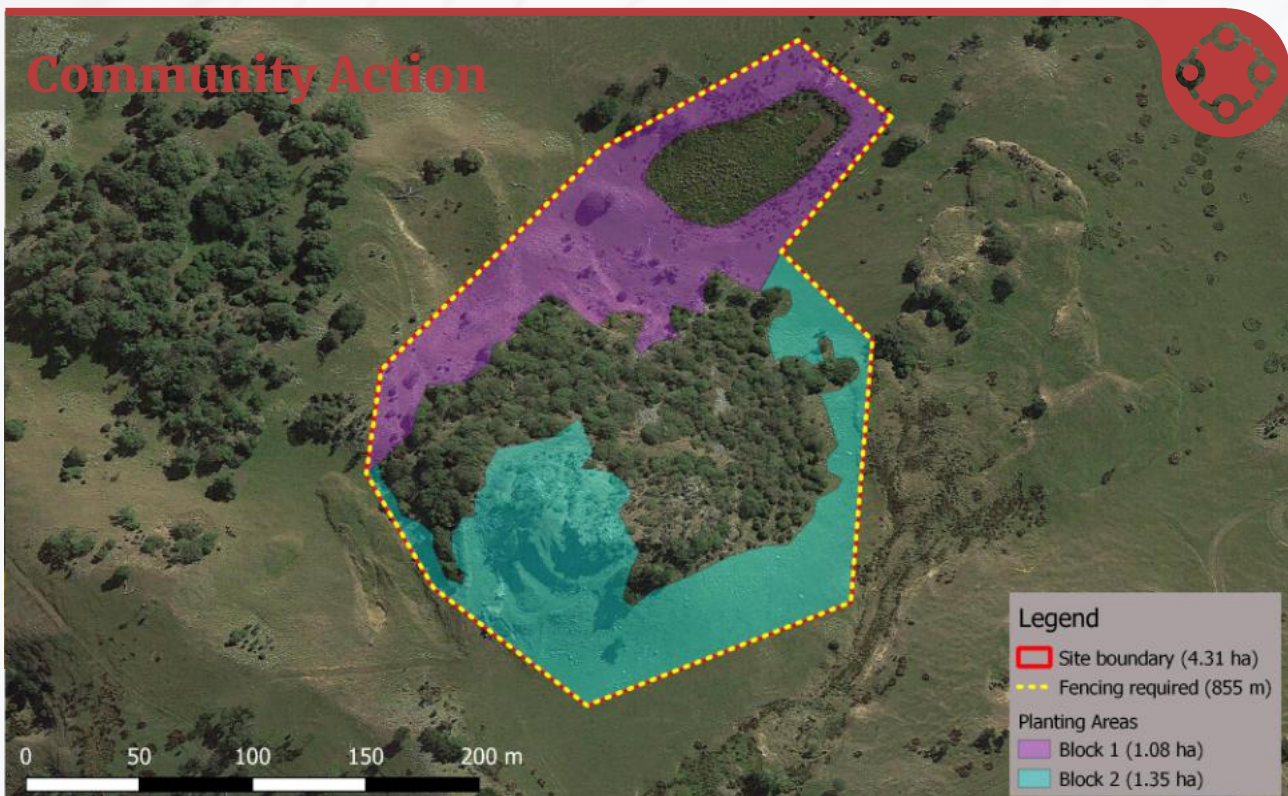 Community Action
Legend
Site boundary (4.31 ha)
Fencing required (855 m)
Planting Areas
Block 1 (1.08 ha)
Block 2 (1.35 ha)
0 50 100 150 200 m